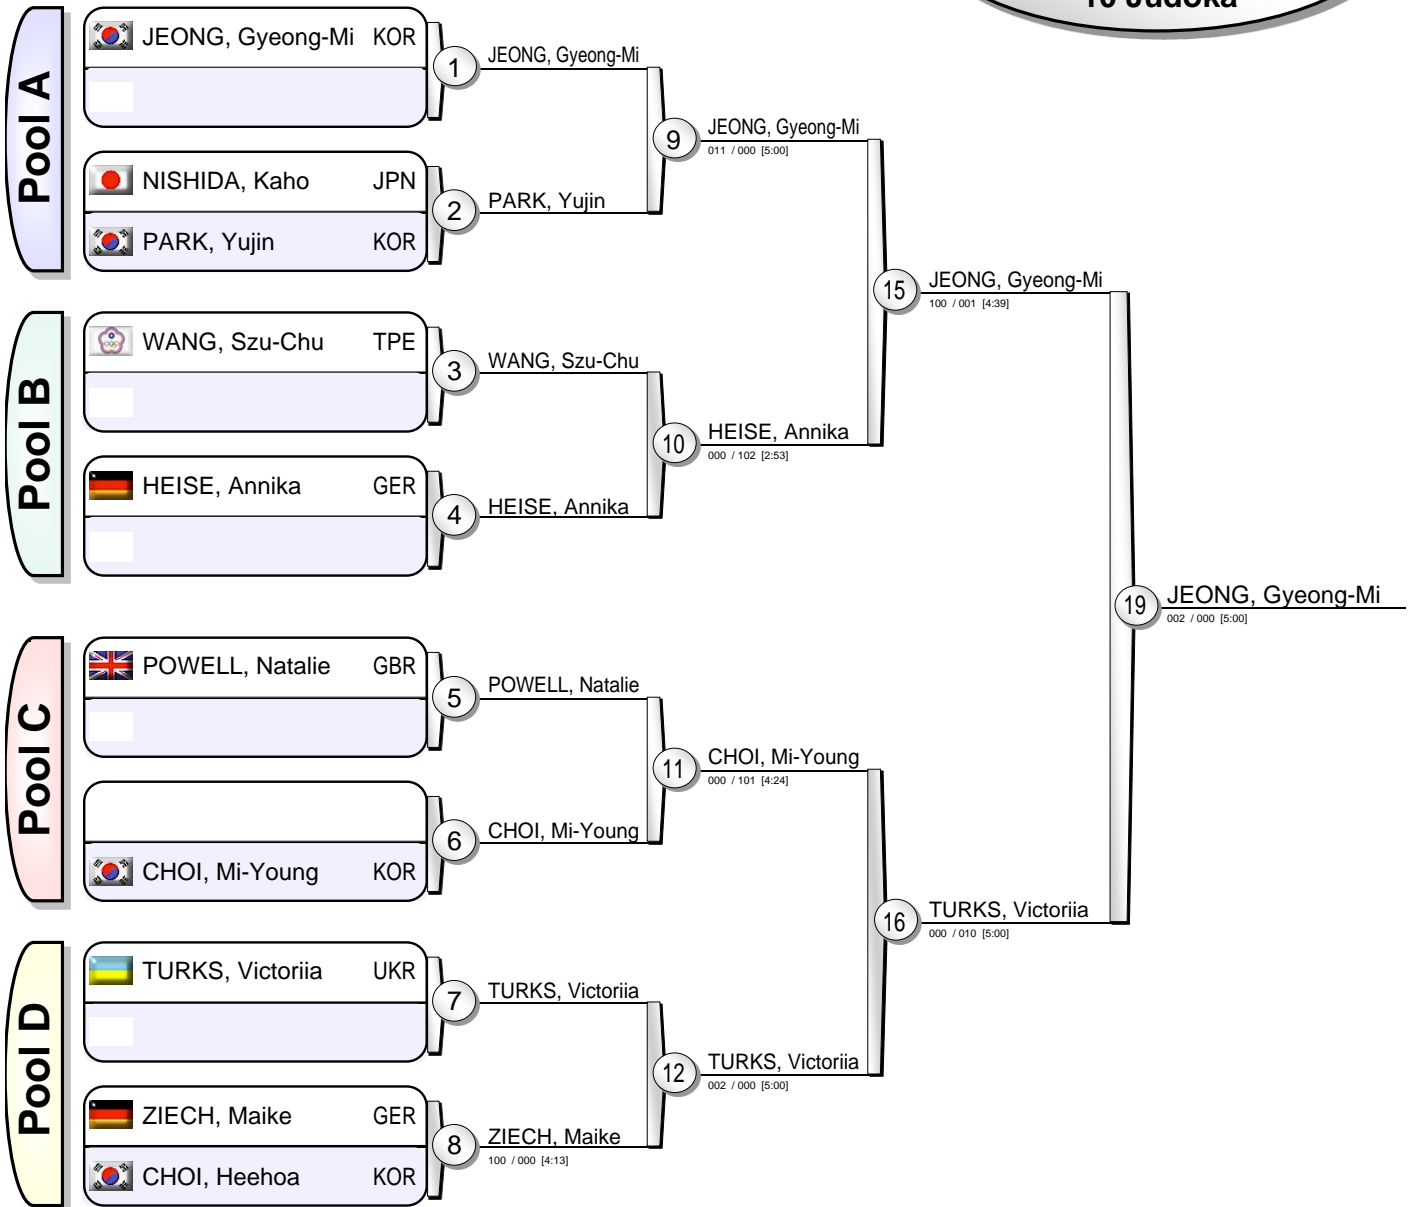 10 Judoka
Pool A
JEONG, Gyeong-Mi KOR
NISHIDA, Kaho JPN
PARK, Yujin KOR
1
JEONG, Gyeong-Mi
2
PARK, Yujin
9
JEONG, Gyeong-Mi
011 / 000 [5:00]
Pool B
WANG, Szu-Chu TPE
HEISE, Annika GER
3
WANG, Szu-Chu
4
HEISE, Annika
10
HEISE, Annika
000 / 102 [2:53]
15
JEONG, Gyeong-Mi
100 / 001 [4:39]
Pool C
POWELL, Natalie GBR
CHOI, Mi-Young KOR
5
POWELL, Natalie
6
CHOI, Mi-Young
11
CHOI, Mi-Young
000 / 101 [4:24]
Pool D
TURKS, Victoriia UKR
ZIECH, Maike GER
CHOI, Heehoa KOR
7
TURKS, Victoriia
8
ZIECH, Maike
100 / 000 [4:13]
12
TURKS, Victoriia
002 / 000 [5:00]
16
TURKS, Victoriia
000 / 010 [5:00]
19
JEONG, Gyeong-Mi
002 / 000 [5:00]